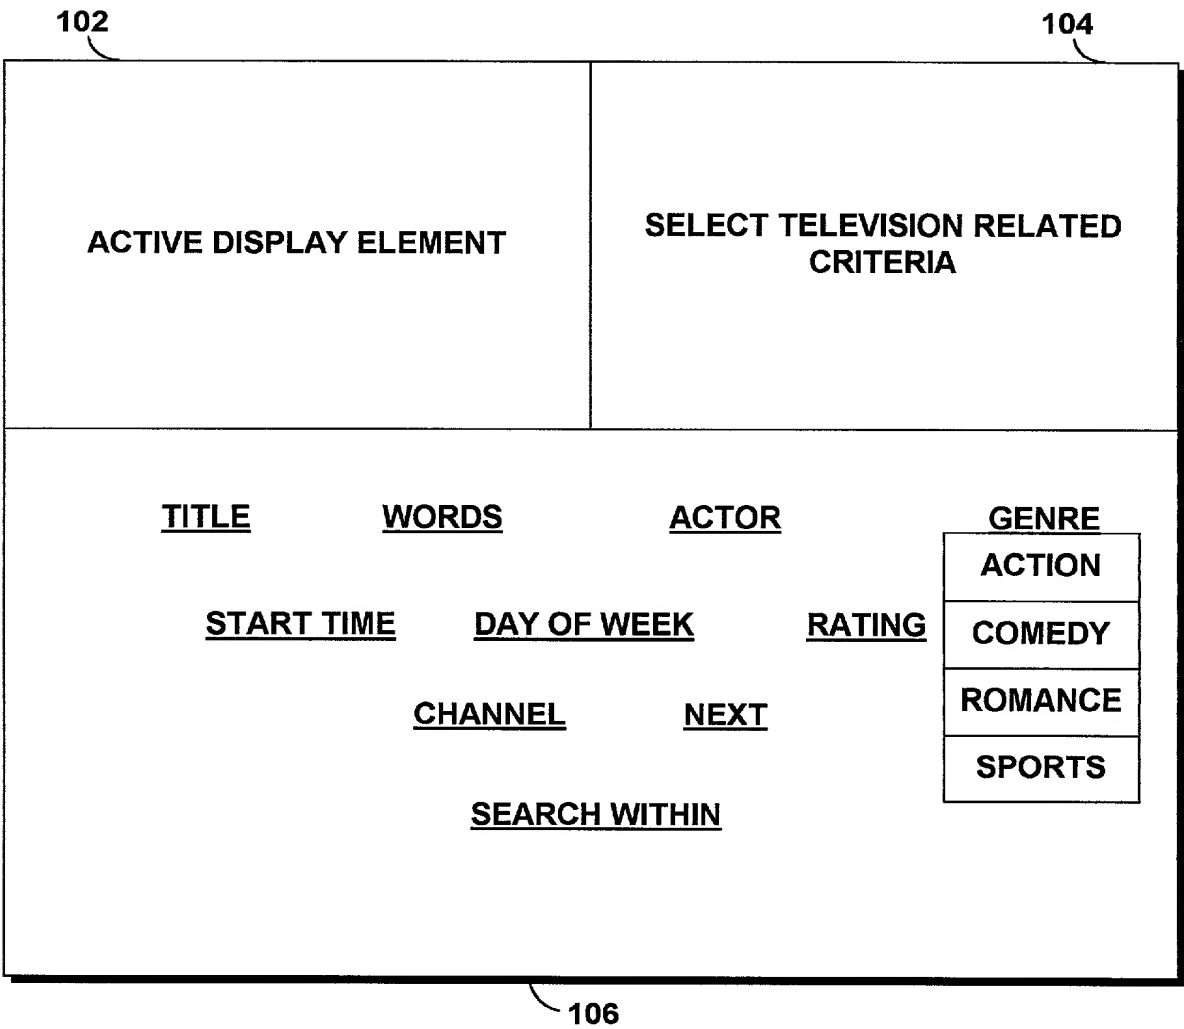 102
104
ACTIVE DISPLAY ELEMENT
SELECT TELEVISION RELATED
CRITERIA
TITLE WORDS ACTOR GENRE
ACTION
START TIME DAY OF WEEK RATING
COMEDY
ROMANCE
CHANNEL NEXT
SPORTS
SEARCH WITHIN
106